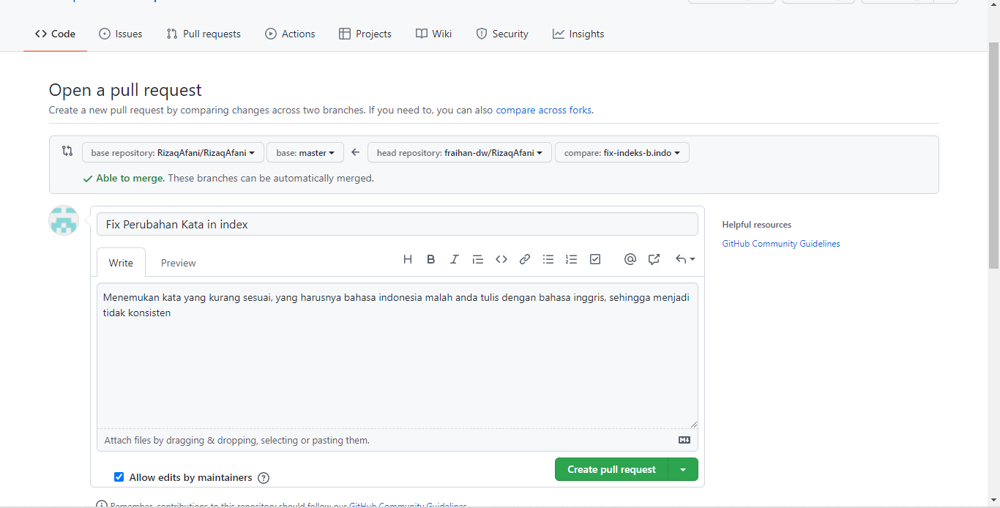 Code Issues Pull requests Actions Projects Wiki Security Insights
Open a pull request
Create a new pull request by comparing changes across two branches. If you need to, you can also compare across forks.
base repository: RizaqAfani/RizaqAfani base: master head repository: fraihan-dw/RizaqAfani compare: fix-indeks-b.indo
Able to merge. These branches can be automatically merged.
Fix Perubahan Kata in index
Helpful resources
GitHub Community Guidelines
Write Preview
Menemukan kata yang kurang sesuai, yang harusnya bahasa indonesia malah anda tulis dengan bahasa inggris, sehingga menjadi
tidak konsisten
Attach files by dragging & dropping, selecting or pasting them.
Create pull request
Allow edits by maintainers
Remember, contributions to this repository should follow our GitHub Community Guidelines.